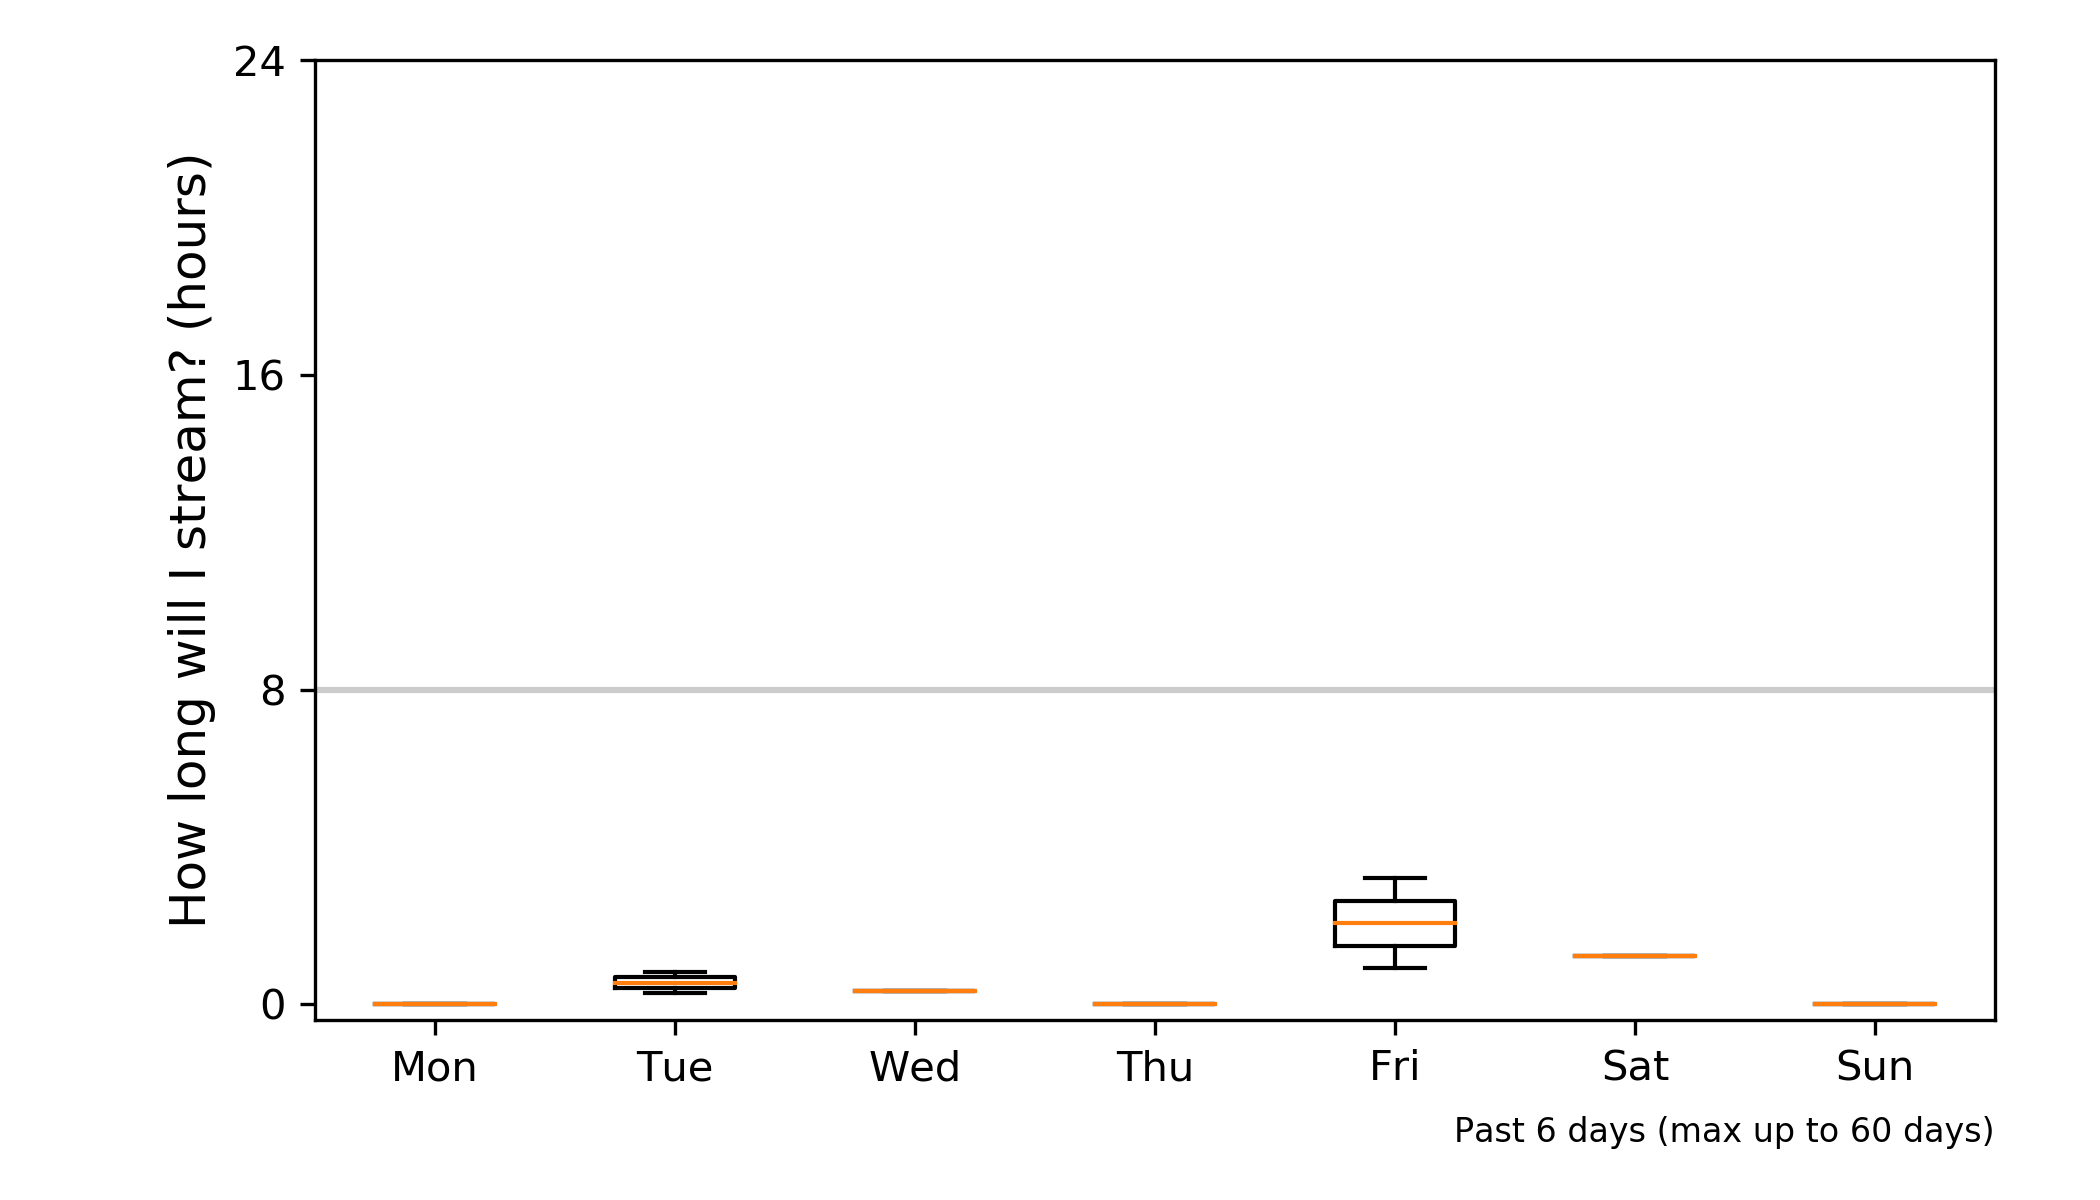 How long will I stream? (hours)
24
16
8
0
Mon Tue Wed Thu Fri Sat Sun
Past 6 days (max up to 60 days)